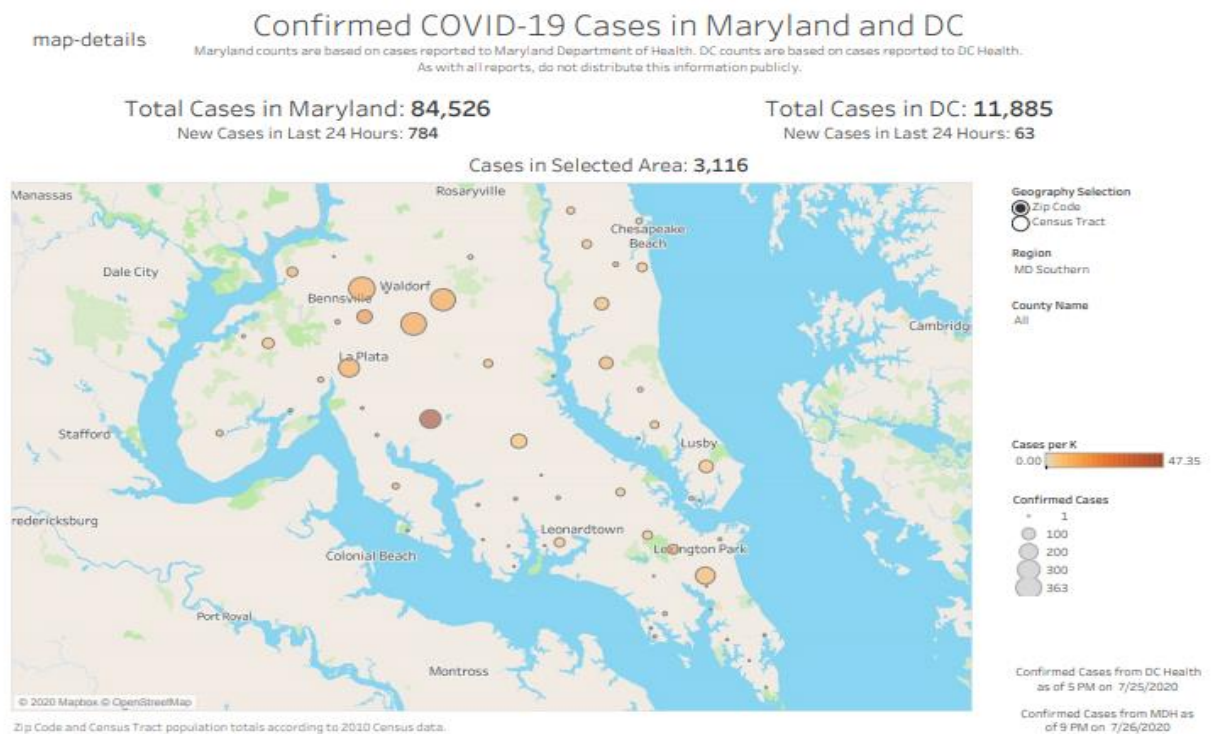 map-details
Confirmed COVID-19 Cases in Maryland and DC
Maryland counts are based on cases reported to Maryland Department of Health. DC counts are based on cases reported to DC Health.
As with all reports, do not distribute this information publicly.
Total Cases in Maryland: 84,526
New Cases in Last 24 Hours: 784
Total Cases in DC: 11,885
New Cases in Last 24 Hours: 63
Cases in Selected Area: 3,116
Manassas
Rosaryville
Chesapeake
Beach
Dale City
Waldorf
Bennsville
Cambridg
La Plata
Stafford
Lusby
redericksburg
Leonardtown
Colonial Beach
Lexington Park
Port Royal
Montross
© 2020 Mapbox © OpenStreetMap
Geography Selection
Zip Code
Census Tract
Region
MD Southern
County Name
All
Cases per K
0.00 47.35
Confirmed Cases
1
100
200
300
363
Confirmed Cases from DC Health
as of 5 PM on 7/25/2020
Confirmed Cases from MDH as
of 9 PM on 7/26/2020
Zip Code and Census Tract population totals according to 2010 Census data.